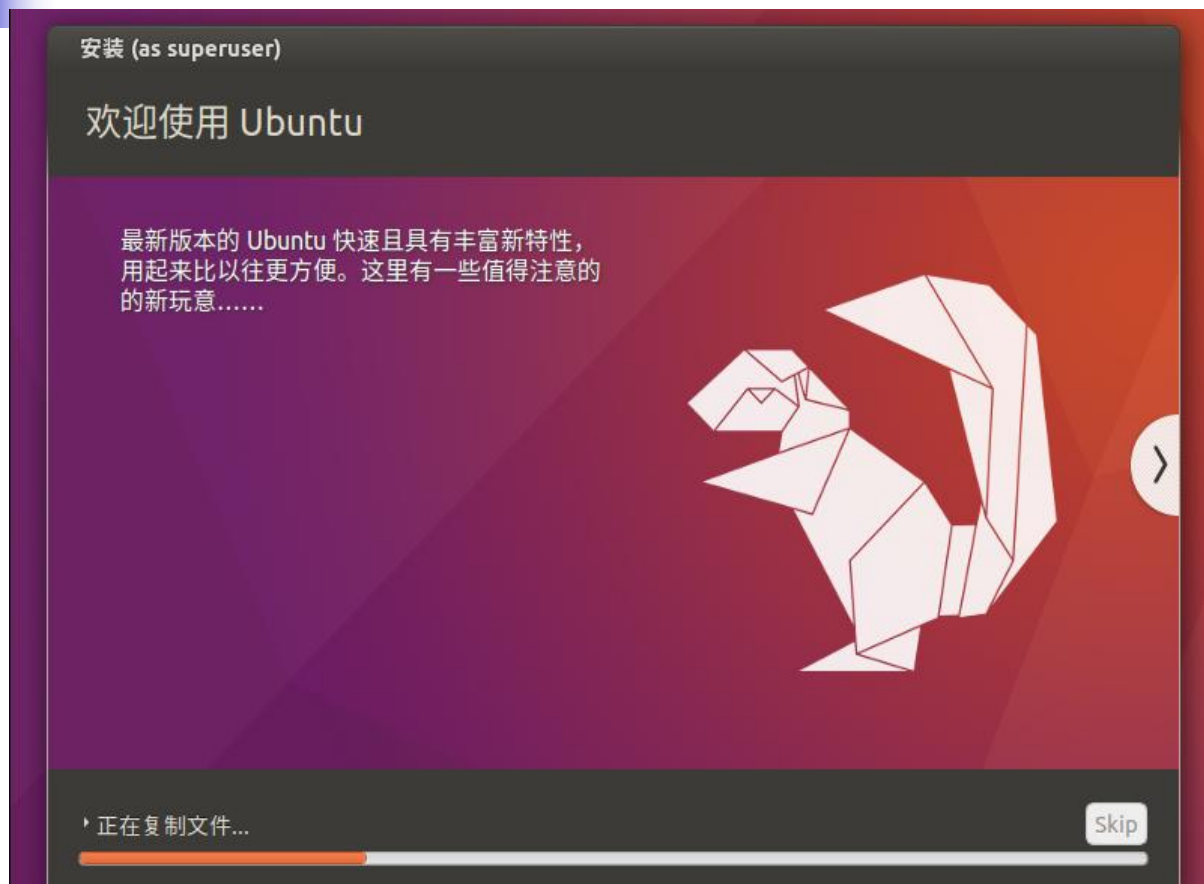 安装 (as superuser)
欢迎使用 Ubuntu
最新版本的 Ubuntu 快速且具有丰富新特性，
用起来比以往更方便。这里有一些值得注意的
的新玩意……
正在复制文件...
Skip